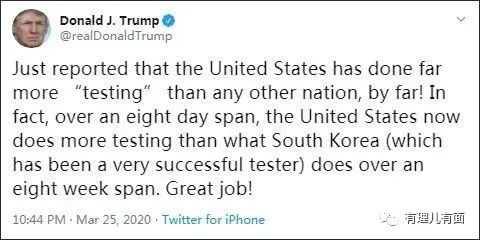 Donald J. Trump
@realDonaldTrump
Just reported that the United States has done far
more “testing” than any other nation, by far! In
fact, over an eight day span, the United States now
does more testing than what South Korea (which
has been a very successful tester) does over an
eight week span. Great job!
10:44 PM · Mar 25, 2020 · Twitter for iPhone
有理儿有面